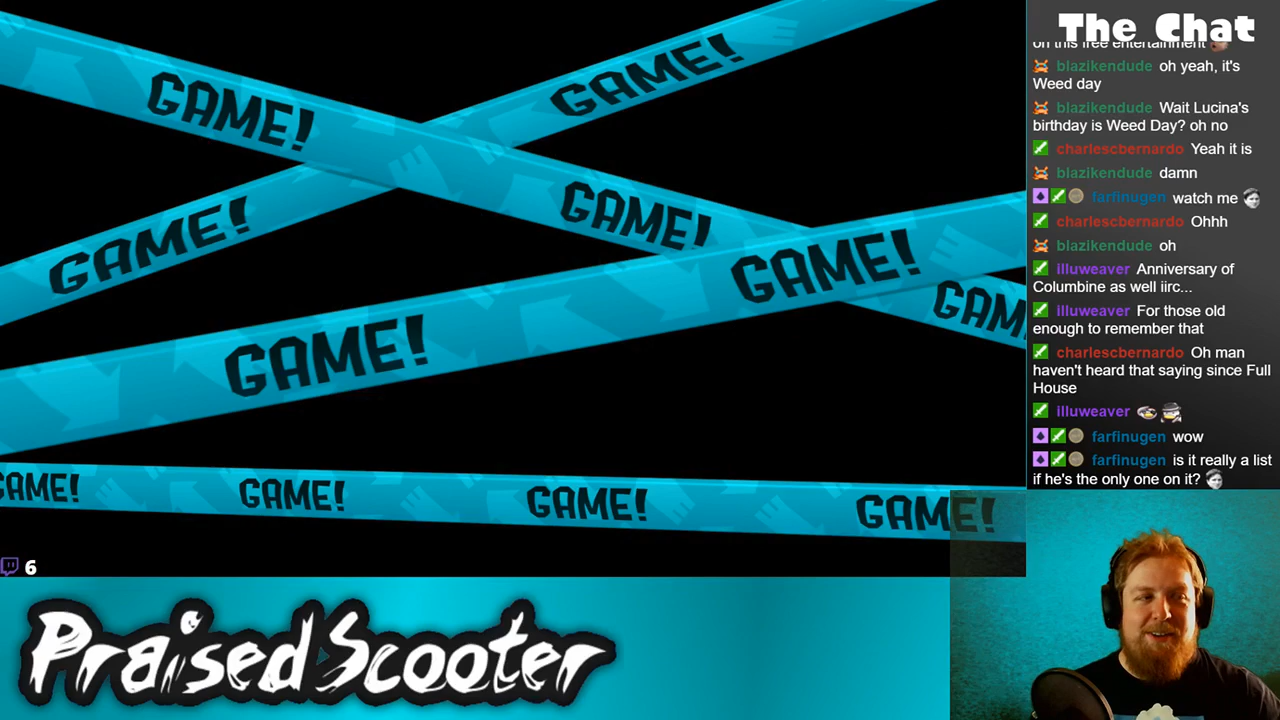 GAME!
GAME!
GAME!
GAME!
GAME!
GAME!
GAM
GAME!
GAME!
GAME!
GAME!
6
PraisedScooter
The Chat
on this free entertainment
blazikendude oh yeah, it's
Weed day
blazikendude Wait Lucina's
birthday is Weed Day? oh no
charlescbernardo Yeah it is
blazikendude damn
farfinugen watch me
charlescbernardo Ohhh
blazikendude oh
illuweaver Anniversary of
Columbine as well iirc...
illuweaver For those old
enough to remember that
charlescbernardo Oh man
haven't heard that saying since Full
House
illuweaver
farfinugen wow
farfinugen is it really a list
if he's the only one on it?